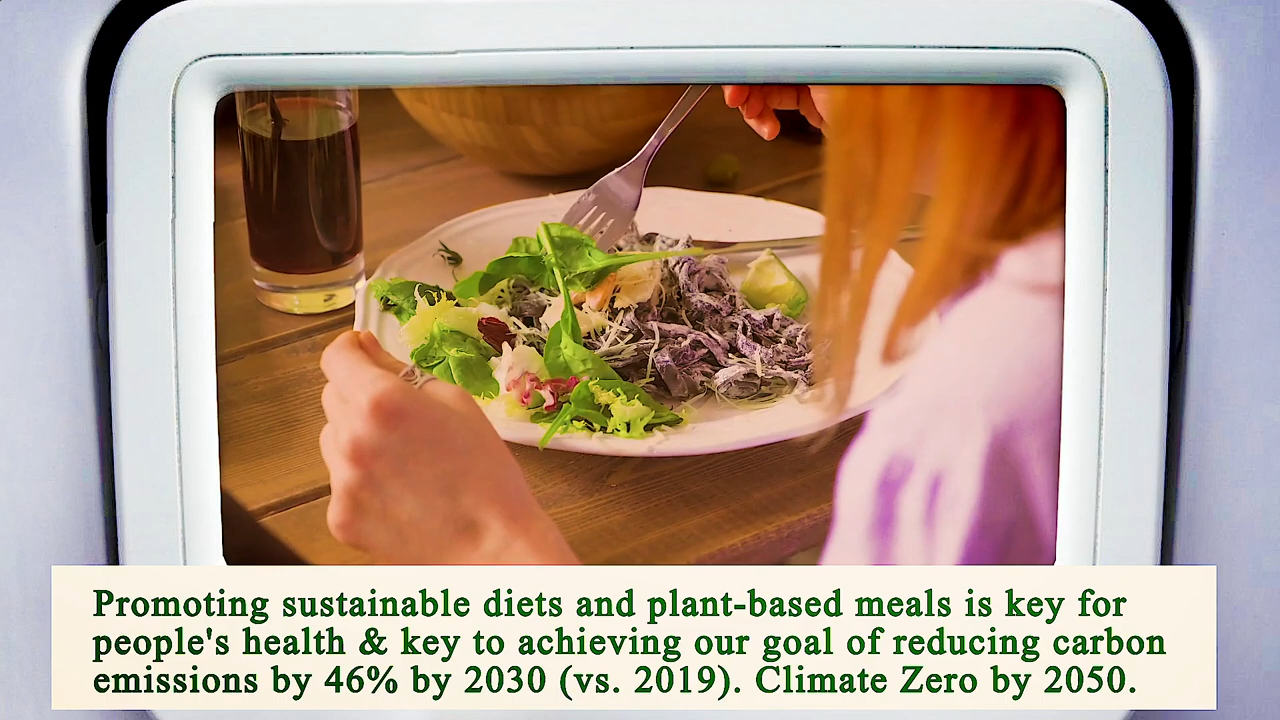 Promoting sustainable diets and plant-based meals is key for
people's health & key to achieving our goal of reducing carbon
emissions by 46% by 2030 (vs. 2019). Climate Zero by 2050.